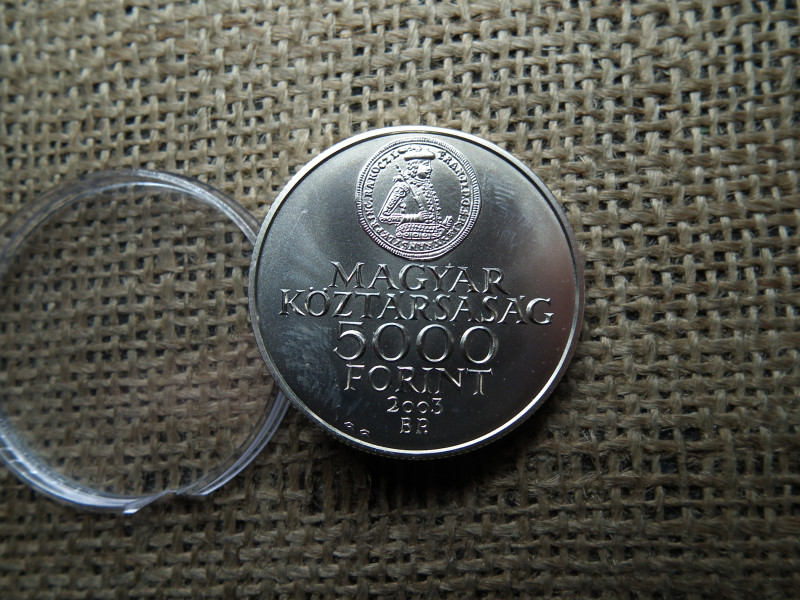 MAGYAR
KÖZTÁRSASÁG
5000
FORINT
2003
BP.